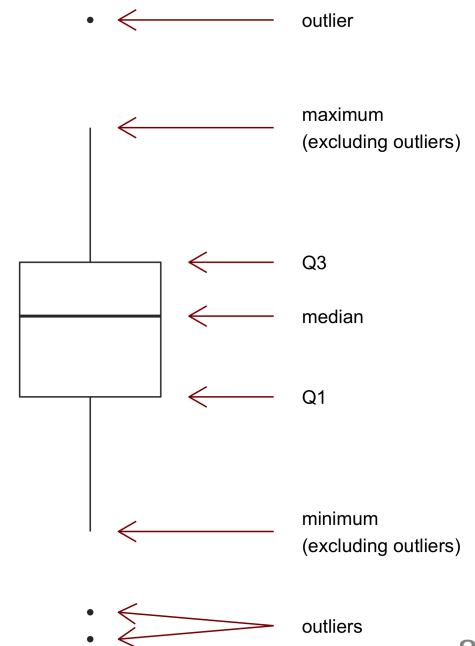 outlier
maximum
(excluding outliers)
Q3
median
Q1
minimum
(excluding outliers)
outliers